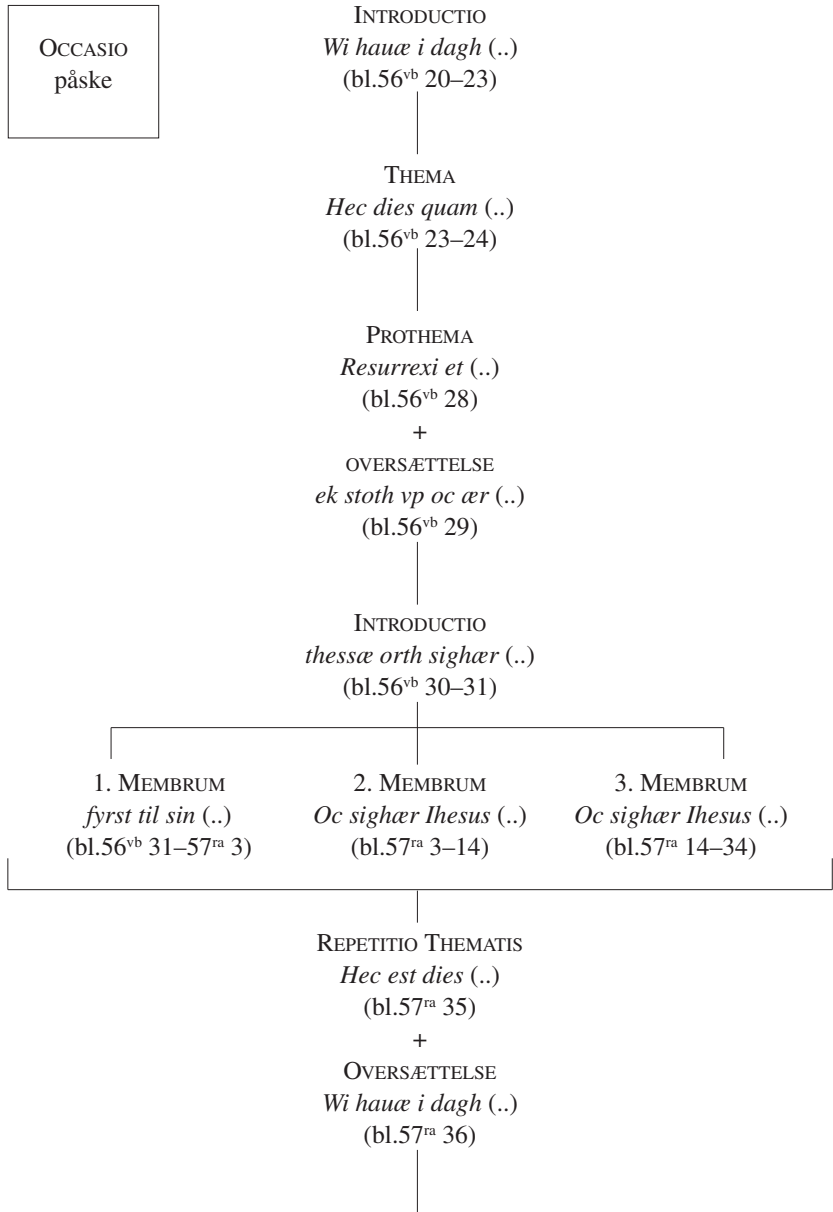 OCCASIO
påske
INTRODUCTIO
Wi hauæ i dagh (..)
(bl.56vb 20–23)
THEMA
Hec dies quam (..)
(bl.56vb 23–24)
PROTHEMA
Resurrexi et (..)
(bl.56vb 28)
+
OVERSÆTTELSE
ek stoth vp oc ær (..)
(bl.56vb 29)
INTRODUCTIO
thessæ orth sighær (..)
(bl.56vb 30–31)
1. MEMBRUM
fyrst til sin (..)
(bl.56vb 31–57ra 3)
2. MEMBRUM
Oc sighær Ihesus (..)
(bl.57ra 3–14)
3. MEMBRUM
Oc sighær Ihesus (..)
(bl.57ra 14–34)
REPETITIO THEMATIS
Hec est dies (..)
(bl.57ra 35)
+
OVERSÆTTELSE
Wi hauæ i dagh (..)
(bl.57ra 36)